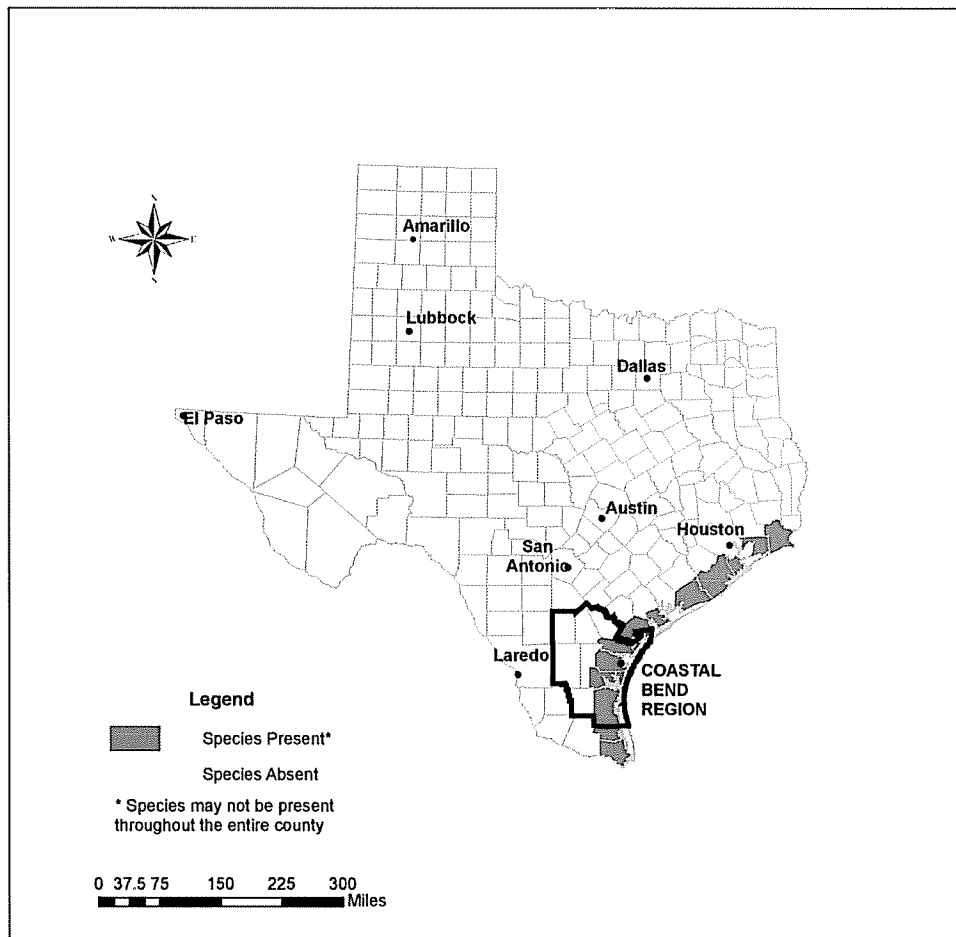 N
W E
S
Amarillo
Lubbock
Dallas
El Paso
Austin
Houston
San
Antonio
Laredo
COASTAL
BEND
REGION
Legend
Species Present*
Species Absent
* Species may not be present
throughout the entire county
0 37.5 75 150 225 300
Miles